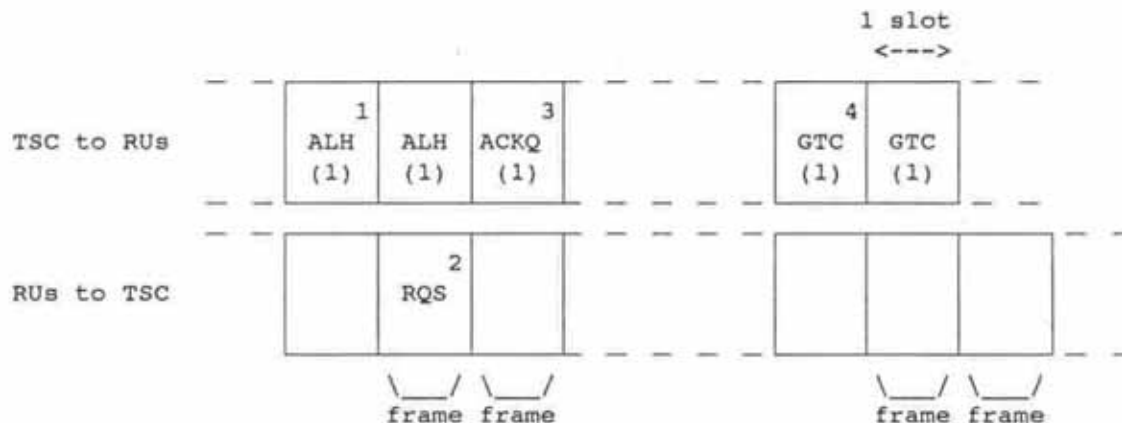 1 slot
<--->
1 3 4
TSC to RUs ALH ALH ACKQ GTC GTC
(1) (1) (1) (1) (1)
2
RUs to TSC RQS
\___/ \___/ \___/ \___/
frame frame frame frame